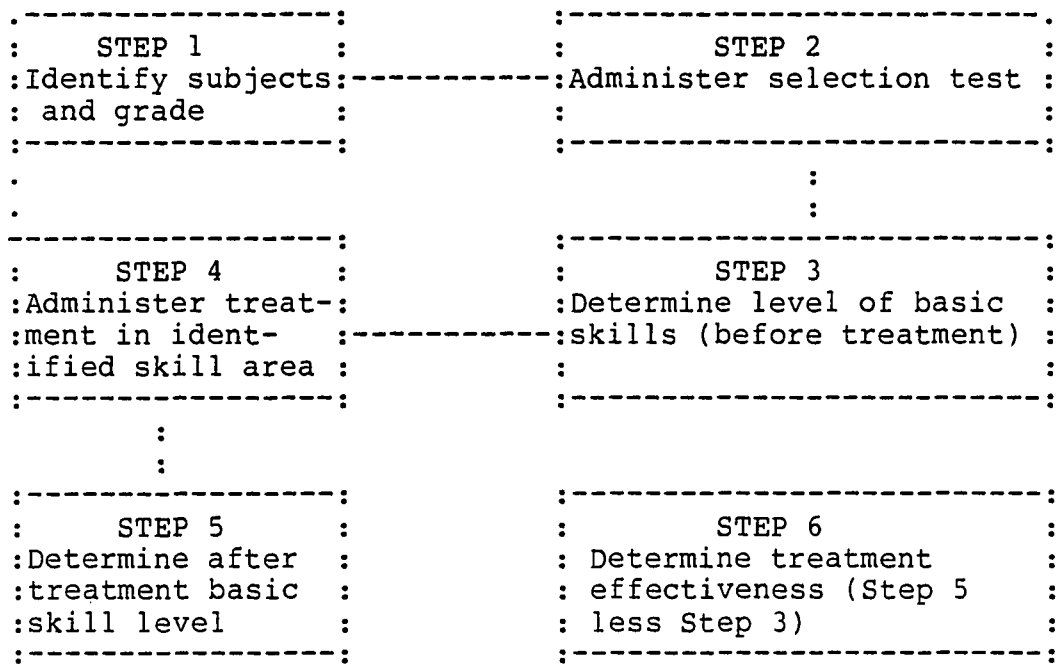 STEP 1
Identify subjects
and grade
STEP 2
Administer selection test
STEP 4
Administer treat-
ment in ident-
ified skill area
STEP 3
Determine level of basic
skills (before treatment)
STEP 5
Determine after
treatment basic
skill level
STEP 6
Determine treatment
effectiveness (Step 5
less Step 3)